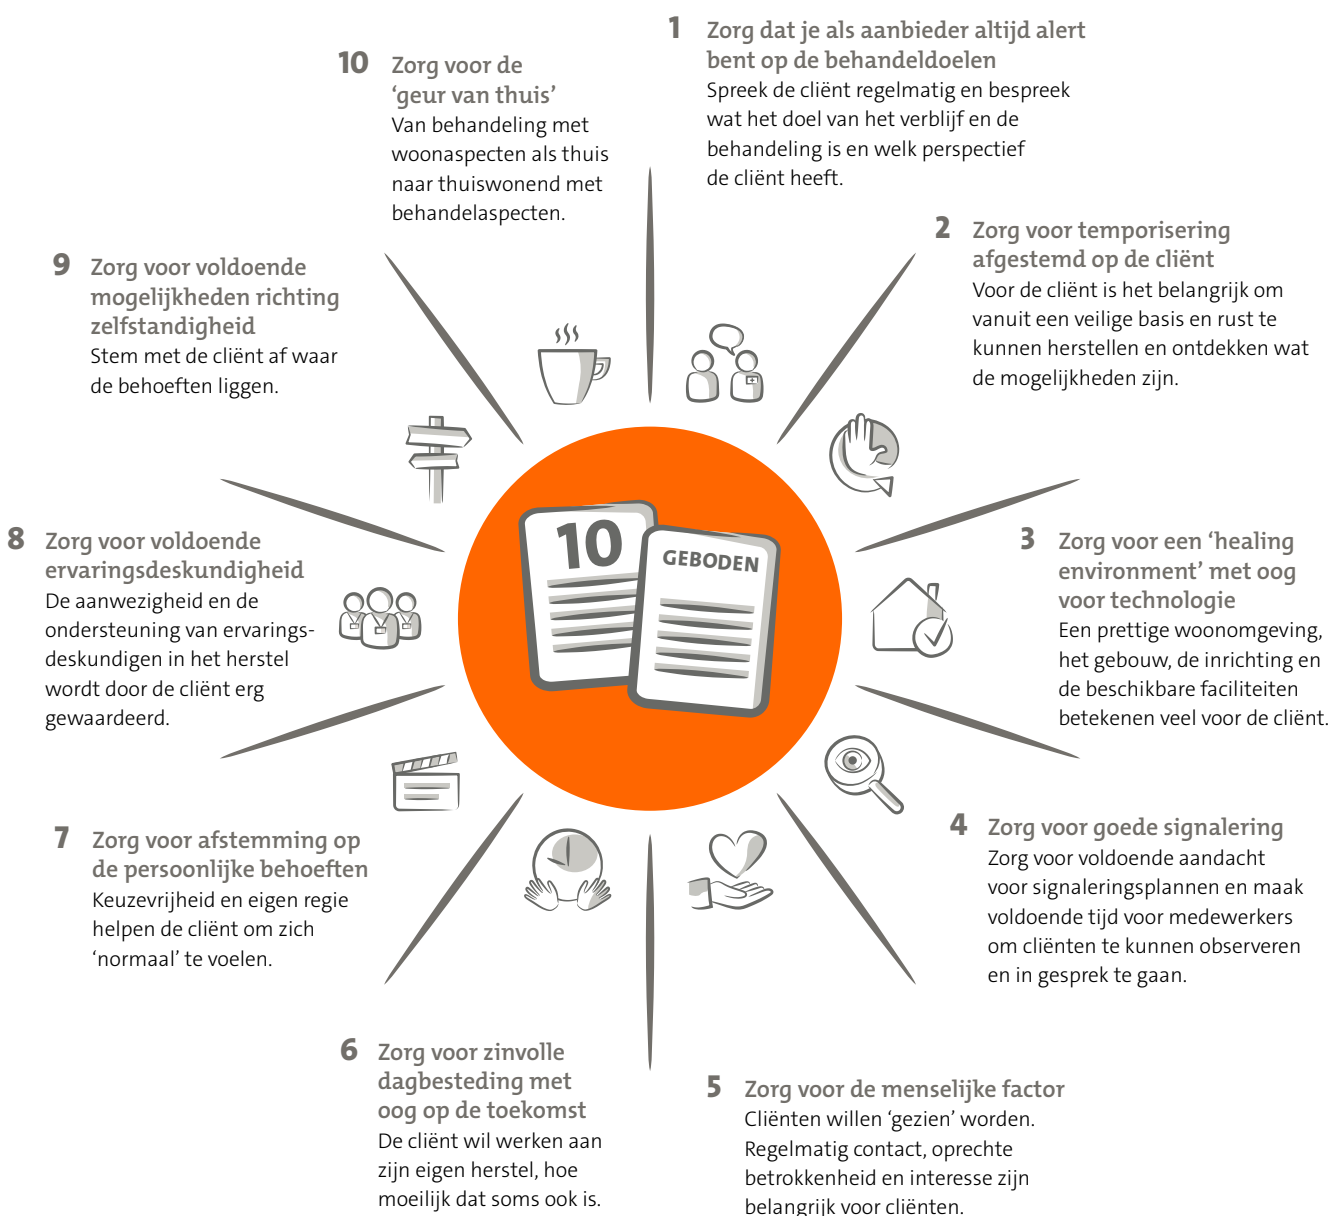 1 Zorg dat je als aanbieder altijd alert
bent op de behandeldoelen
Spreek de cliënt regelmatig en bespreek
wat het doel van het verblijf en de
behandeling is en welk perspectief
de cliënt heeft.
2 Zorg voor temporisering
afgestemd op de cliënt
Voor de cliënt is het belangrijk om
vanuit een veilige basis en rust te
kunnen herstellen en ontdekken wat
de mogelijkheden zijn.
3 Zorg voor een ‘healing
environment’ met oog
voor technologie
Een prettige woonomgeving,
het gebouw, de inrichting en
de beschikbare faciliteiten
betekenen veel voor de cliënt.
4 Zorg voor goede signalering
Zorg voor voldoende aandacht
voor signaleringsplannen en maak
voldoende tijd voor medewerkers
om cliënten te kunnen observeren
en in gesprek te gaan.
5 Zorg voor de menselijke factor
Cliënten willen ‘gezien’ worden.
Regelmatig contact, oprechte
betrokkenheid en interesse zijn
belangrijk voor cliënten.
6 Zorg voor zinvolle
dagbesteding met
oog op de toekomst
De cliënt wil werken aan
zijn eigen herstel, hoe
moeilijk dat soms ook is.
7 Zorg voor afstemming op
de persoonlijke behoeften
Keuzevrijheid en eigen regie
helpen de cliënt om zich
‘normaal’ te voelen.
8 Zorg voor voldoende
ervaringsdeskundigheid
De aanwezigheid en de
ondersteuning van ervarings-
deskundigen in het herstel
wordt door de cliënt erg
gewaardeerd.
9 Zorg voor voldoende
mogelijkheden richting
zelfstandigheid
Stem met de cliënt af waar
de behoeften liggen.
10 Zorg voor de
‘geur van thuis’
Van behandeling met
woonaspecten als thuis
naar thuiswonend met
behandelaspecten.
10
GEBODEN